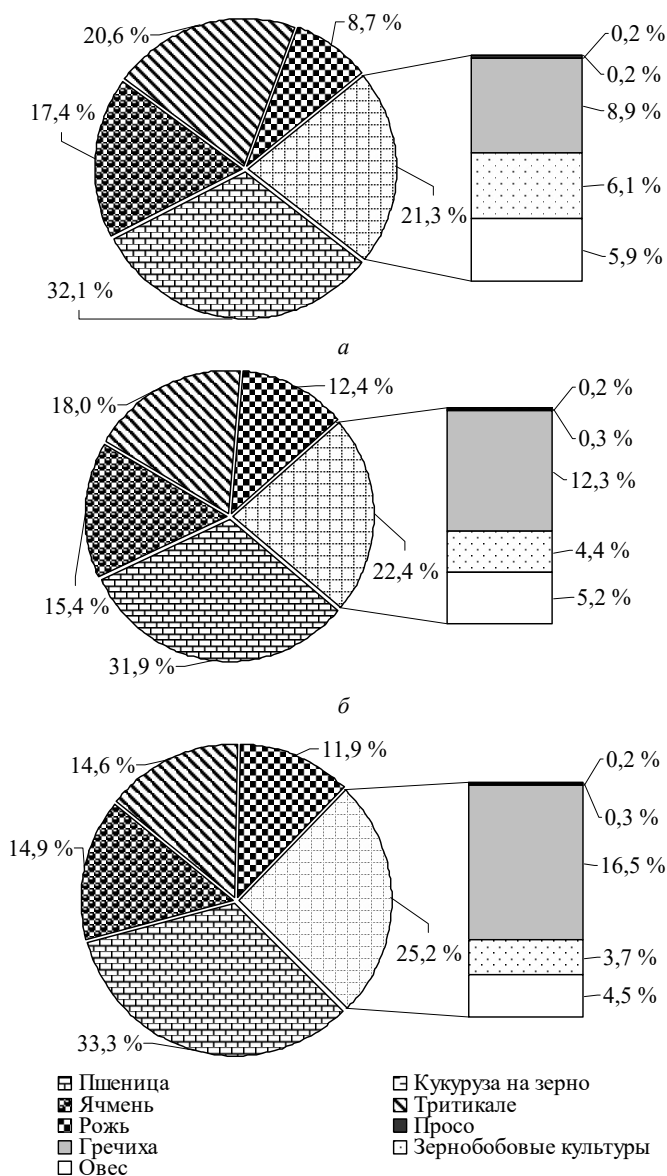 20,6 %
8,7 %
0,2 %
0,2 %
17,4 %
8,9 %
6,1 %
21,3 %
5,9 %
32,1 %
а
18,0 %
12,4 %
0,2 %
0,3 %
12,3 %
4,4 %
22,4 %
15,4 %
5,2 %
31,9 %
б
14,6 %
11,9 %
0,2 %
0,3 %
14,9 %
16,5 %
25,2 %
3,7 %
4,5 %
33,3 %
Пшеница
Ячмень
Рожь
Гречиха
Овес
Кукуруза на зерно
Тритикале
Просо
Зернобобовые культуры